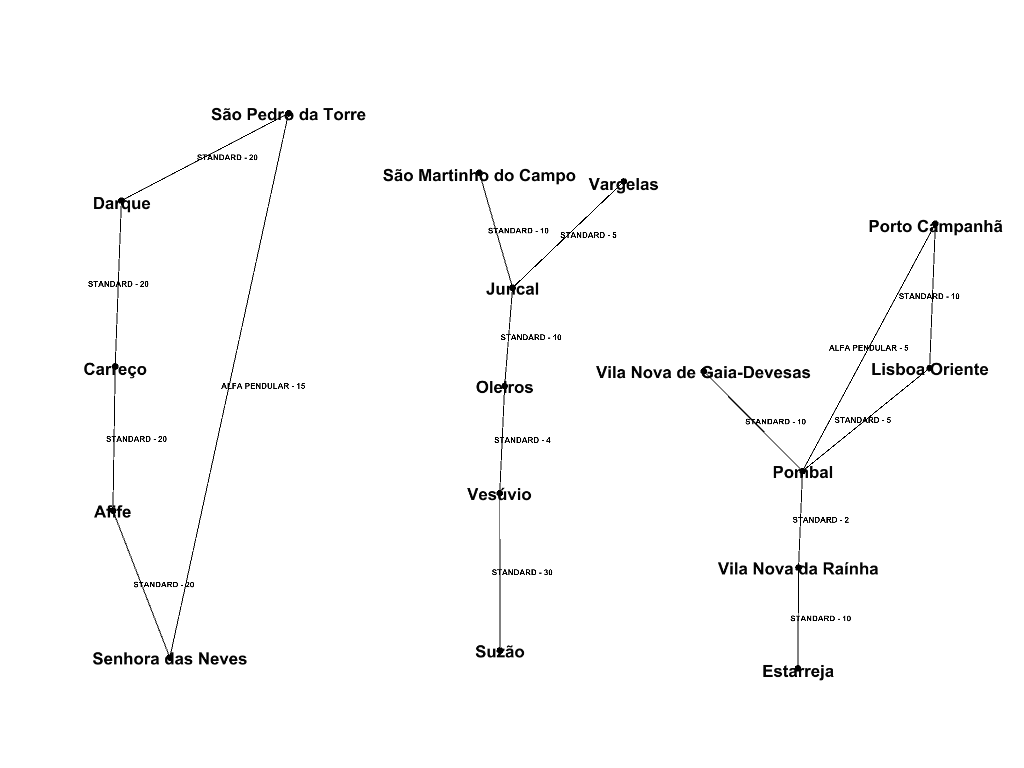 São Pedro da Torre
STANDARD - 20
Darque
STANDARD - 20
Carreço
ALFA PENDULAR - 15
STANDARD - 20
Afife
STANDARD - 20
Senhora das Neves
São Martinho do Campo
Vargelas
STANDARD - 10
STANDARD - 5
Juncal
STANDARD - 10
Oleiros
STANDARD - 4
Vesúvio
STANDARD - 30
Suzão
Porto Campanhã
STANDARD - 10
ALFA PENDULAR - 5
Lisboa Oriente
Vila Nova de Gaia-Devesas
STANDARD - 10
STANDARD - 5
Pombal
STANDARD - 2
Vila Nova da Raínha
STANDARD - 10
Estarreja